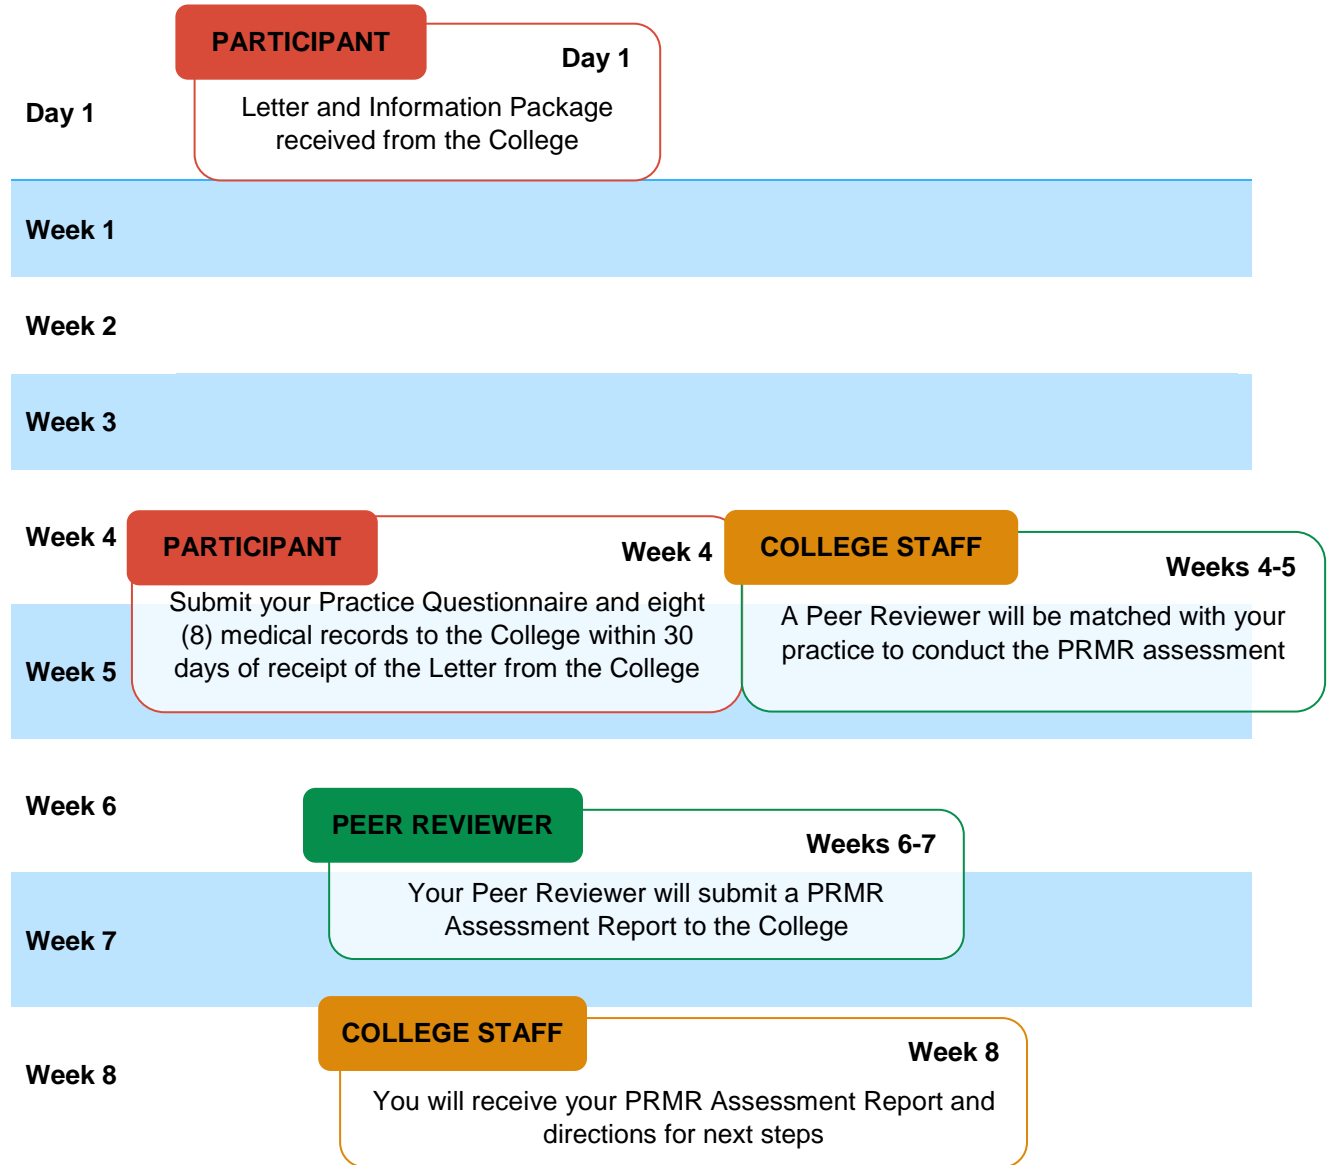 PARTICIPANT
Day 1
Day 1
Letter and Information Package
received from the College
Week 1
Week 2
Week 3
Week 4
PARTICIPANT
Week 4
Submit your Practice Questionnaire and eight
(8) medical records to the College within 30
days of receipt of the Letter from the College
COLLEGE STAFF
Weeks 4-5
A Peer Reviewer will be matched with your
practice to conduct the PRMR assessment
Week 5
Week 6
PEER REVIEWER
Weeks 6-7
Your Peer Reviewer will submit a PRMR
Assessment Report to the College
Week 7
COLLEGE STAFF
Week 8
Week 8
You will receive your PRMR Assessment Report and
directions for next steps